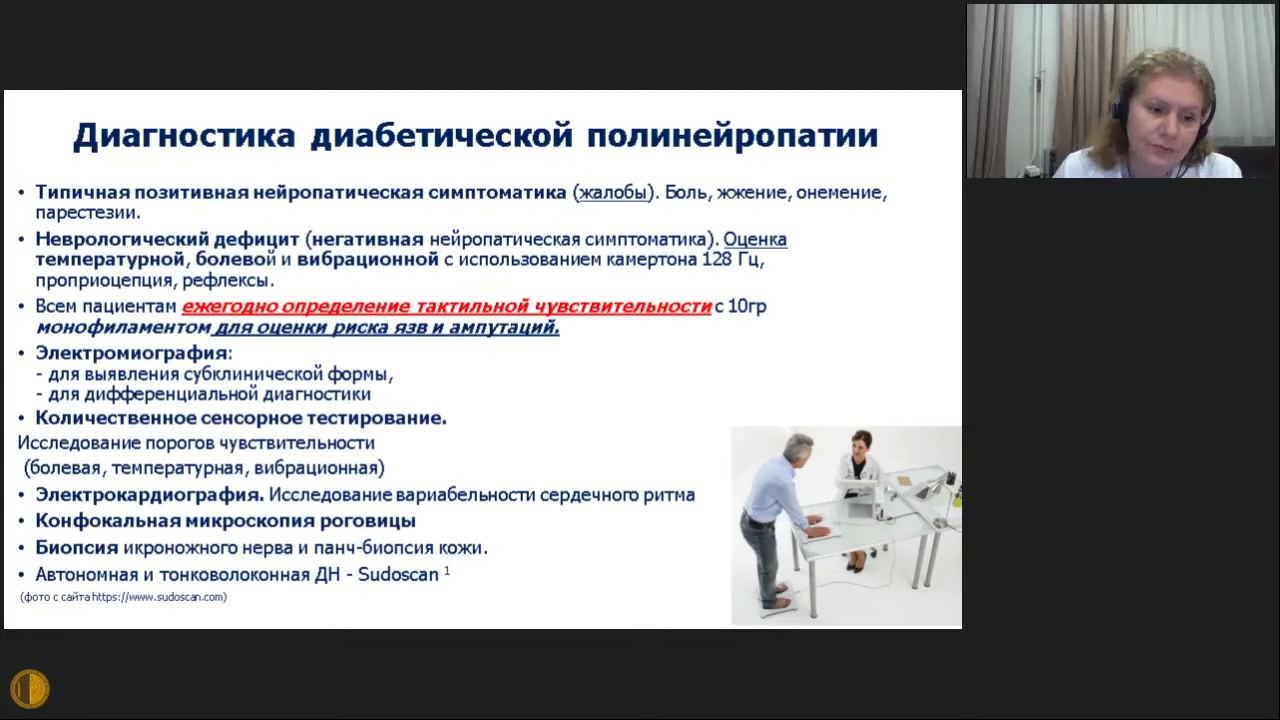 Диагностика диабетической полинейропатии
• Типичная позитивная нейропатическая симптоматика (жалобы). Боль, жжение, онемение,
парестезии.
• Неврологический дефицит (негативная нейропатическая симптоматика). Оценка
температурной, болевой и вибрационной с использованием камертона 128 Гц,
проприоцепция, рефлексы.
• Всем пациентам ежегодно определение тактильной чувствительности с 10гр
монофиламентом для оценки риска язв и ампутаций.
• Электромиография:
- для выявления субклинической формы,
- для дифференциальной диагностики
• Количественное сенсорное тестирование.
Исследование порогов чувствительности
(болевая, температурная, вибрационная)
• Электрокардиография. Исследование вариабельности сердечного ритма
• Конфокальная микроскопия роговицы
• Биопсия икроножного нерва и панч-биопсия кожи.
• Автономная и тонковолоконная ДН - Sudoscan 1
(фото с сайта https://www.sudoscan.com)